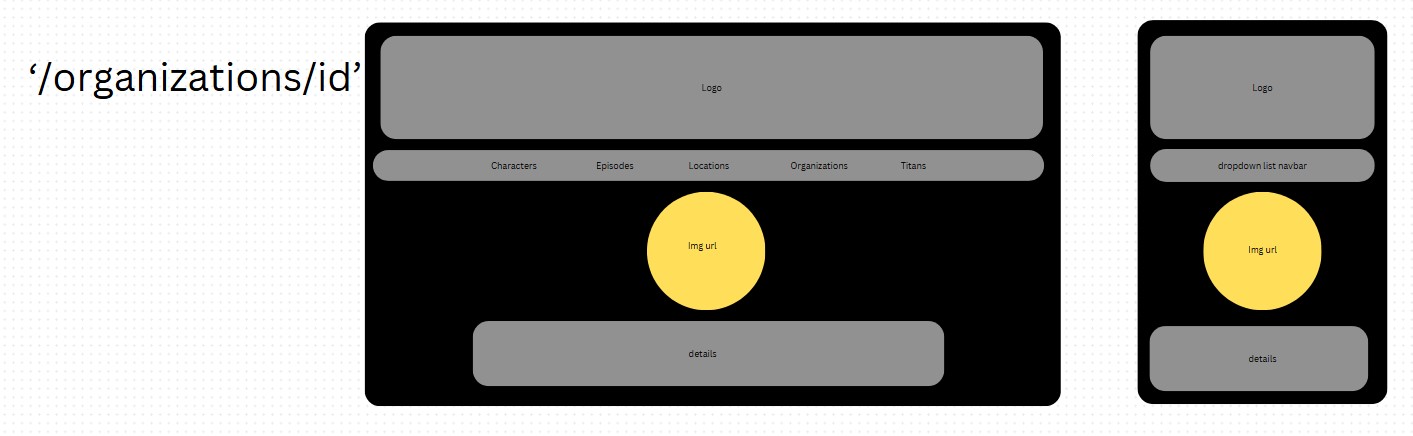 ‘/organizations/id’
Logo
Characters Episodes Locations Organizations Titans
Img url
details
Logo
dropdown list navbar
Img url
details